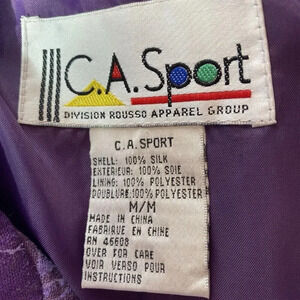 C.A.Sport
DIVISION ROUSSO APPAREL GROUP
C.A.SPORT
SHELL: 100% SILK
EXTERIEUR: 100% SOIE
LINING: 100% POLYESTER
DOUBLURE:100% POLYESTER
M/M
MADE IN CHINA
FABRIQUE EN CHINE
RN 46608
OVER FOR CARE
VOIR VERSO POUR
INSTRUCTIONS